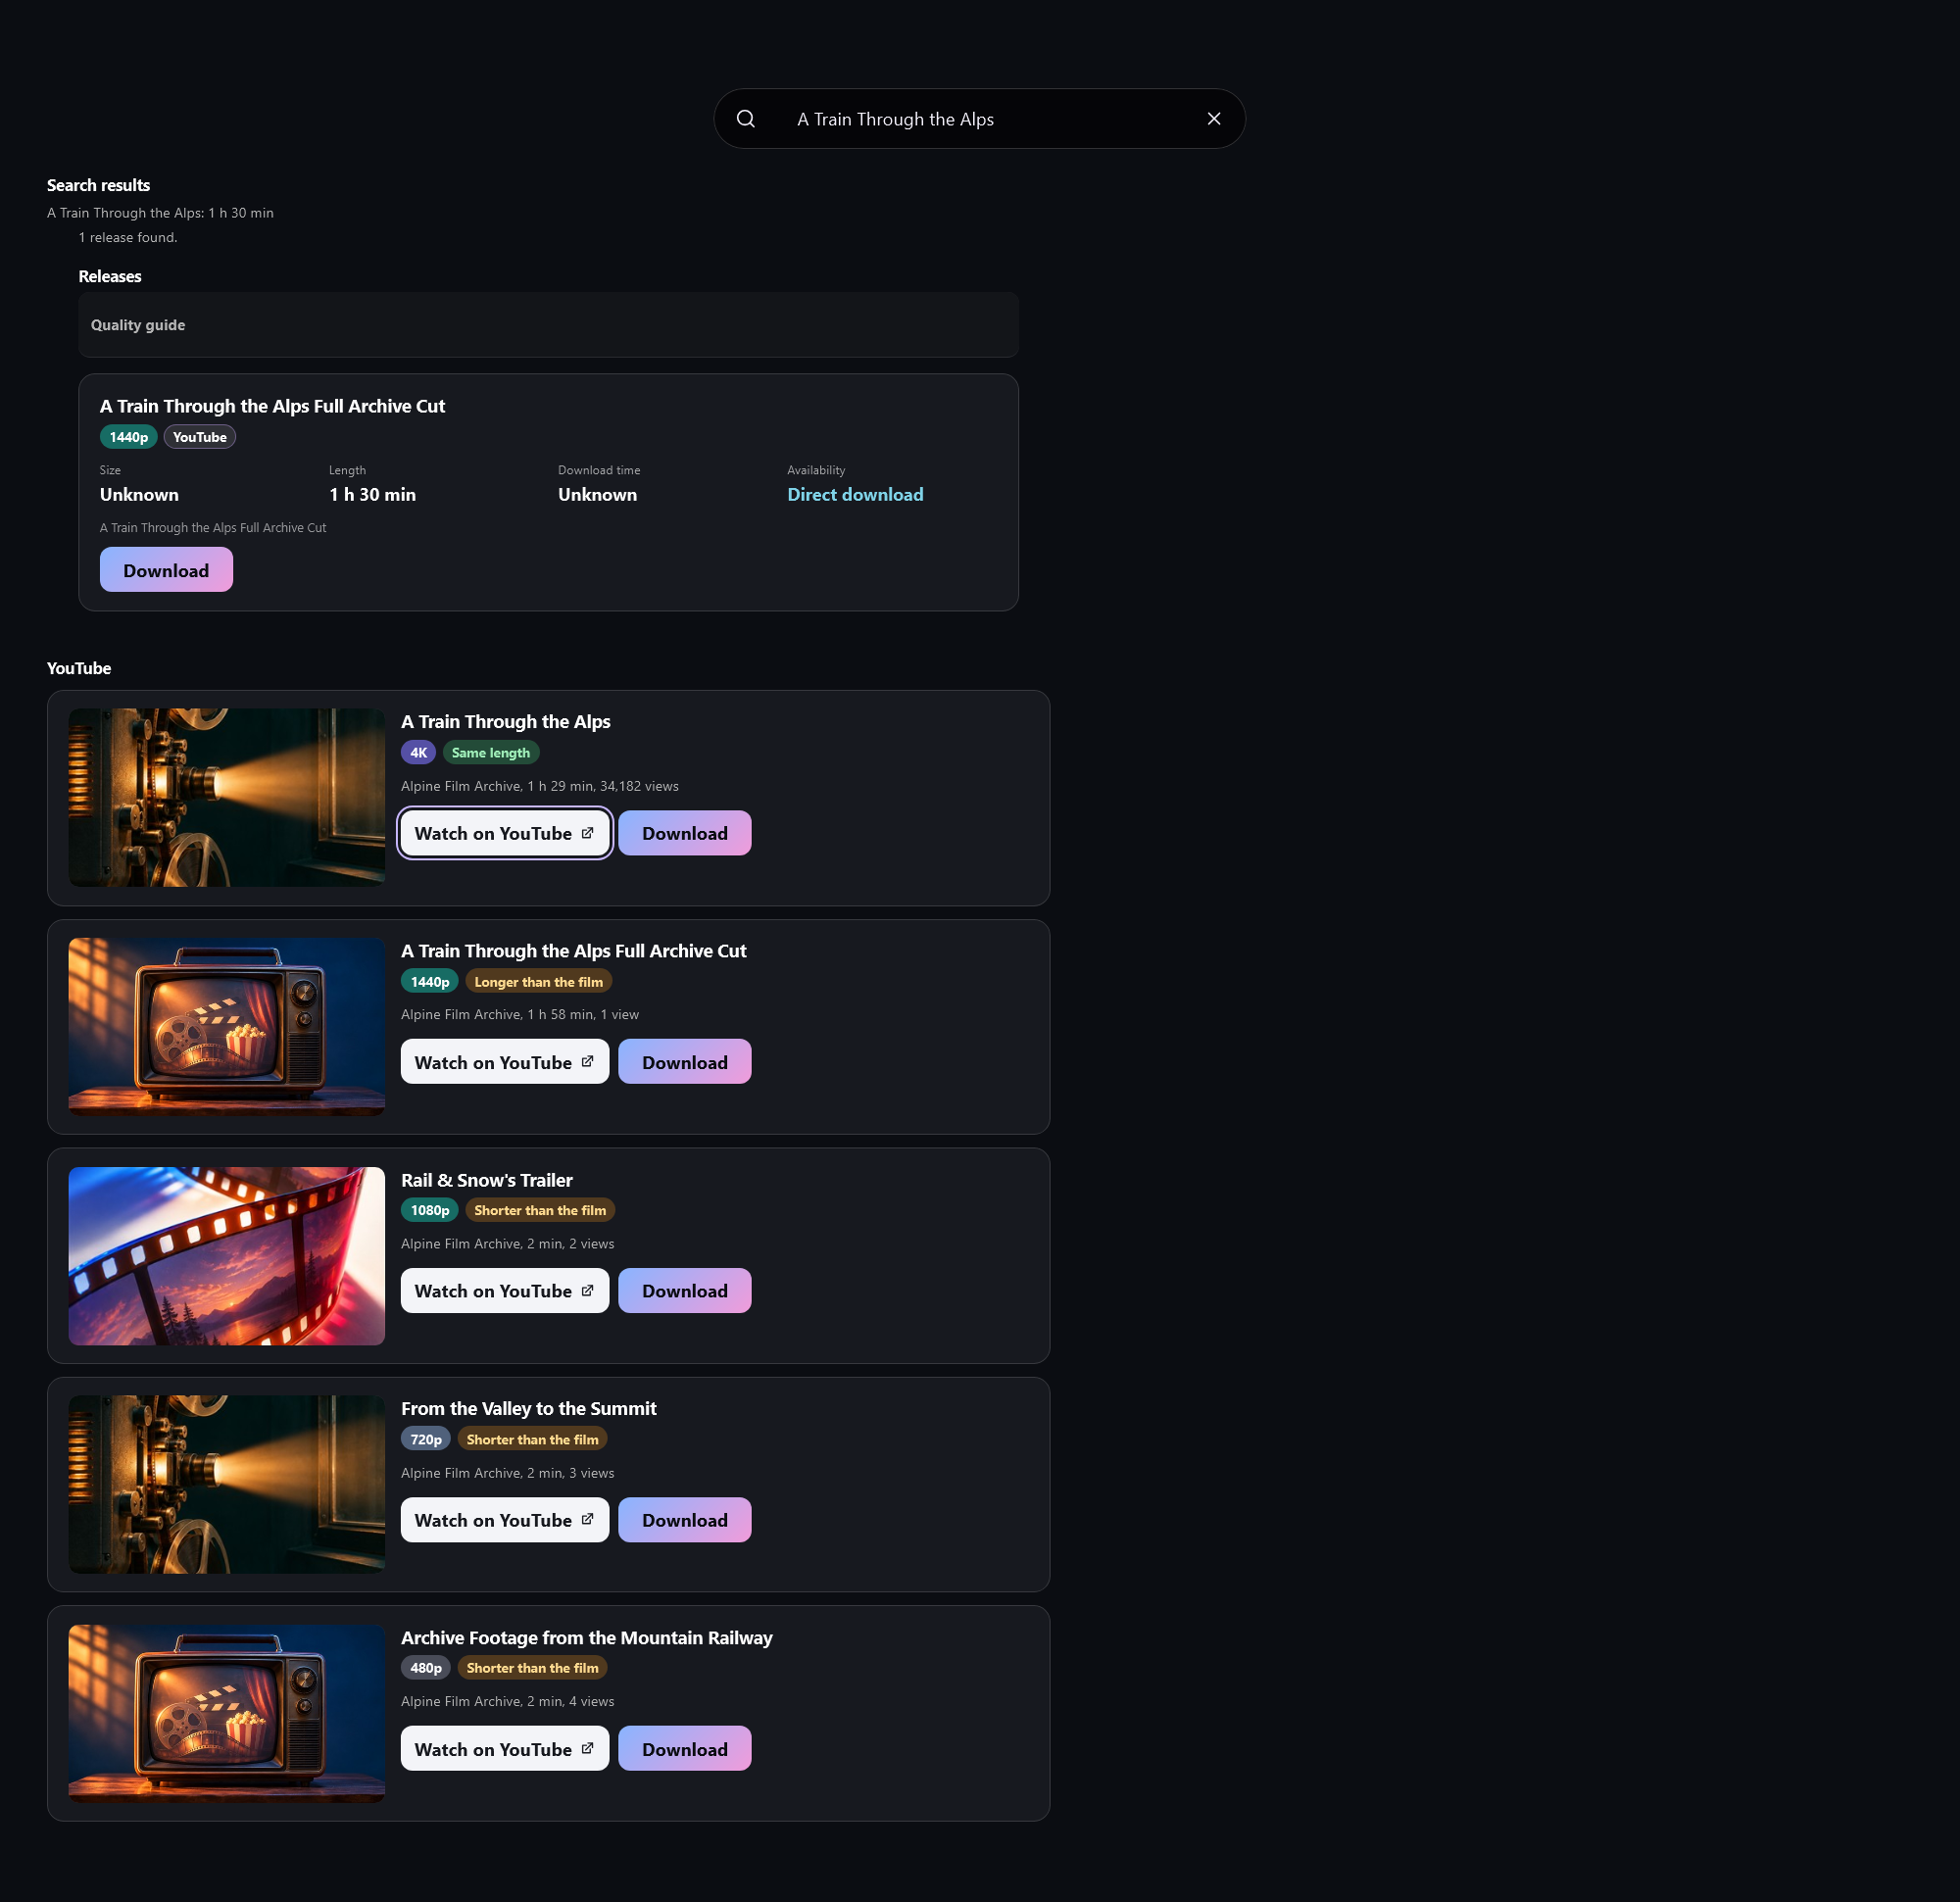 A Train Through the Alps
Search results
A Train Through the Alps: 1 h 30 min
1 release found.
Releases
Quality guide
A Train Through the Alps Full Archive Cut
1440p YouTube
Size Length Download time Availability
Unknown 1 h 30 min Unknown Direct download
A Train Through the Alps Full Archive Cut
Download
YouTube
A Train Through the Alps
4K Same length
Alpine Film Archive, 1 h 29 min, 34,182 views
Watch on YouTube Download
A Train Through the Alps Full Archive Cut
1440p Longer than the film
Alpine Film Archive, 1 h 58 min, 1 view
Watch on YouTube Download
Rail & Snow's Trailer
1080p Shorter than the film
Alpine Film Archive, 2 min, 2 views
Watch on YouTube Download
From the Valley to the Summit
720p Shorter than the film
Alpine Film Archive, 2 min, 3 views
Watch on YouTube Download
Archive Footage from the Mountain Railway
480p Shorter than the film
Alpine Film Archive, 2 min, 4 views
Watch on YouTube Download